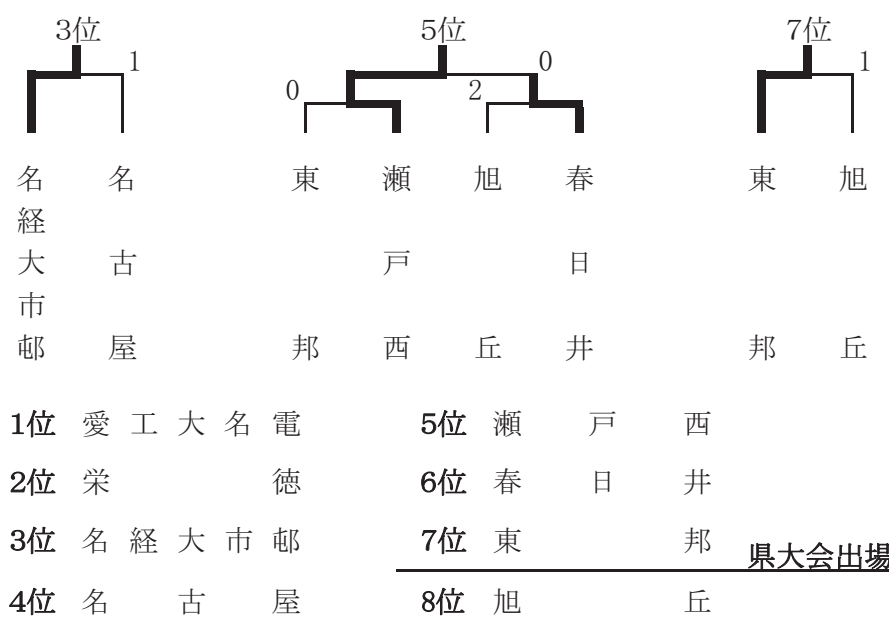 3位 5位 7位
1 0 1
0 2
名経大市邨 名古屋 東邦 瀬戸西 旭丘 春日井 東邦 旭丘
1位 愛工大名電 5位 瀬戸西
2位 栄徳 6位 春日井
3位 名経大市邨 7位 東邦 県大会出場
4位 名古屋 8位 旭丘